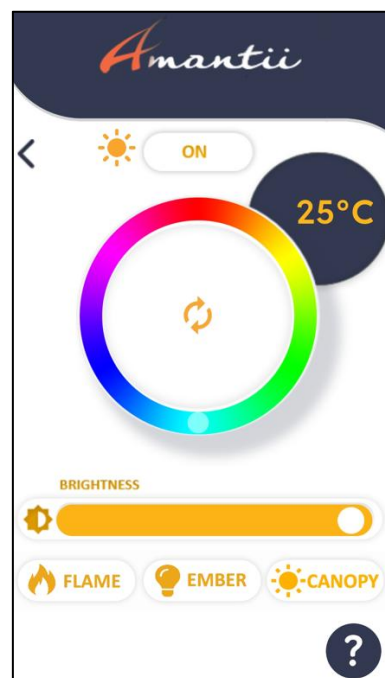 Amantii
ON
25°C
BRIGHTNESS
FLAME
EMBER
CANOPY
?